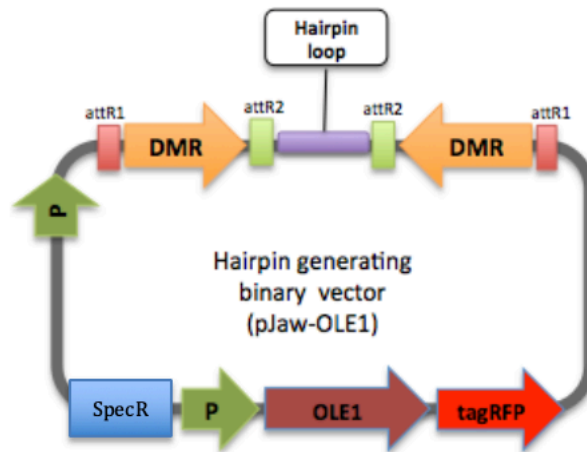 Hairpin
loop
attR1
attR2
attR2
attR1
DMR
DMR
P
Hairpin generating
binary vector
(pJaw-OLE1)
SpecR
P
OLE1
tagRFP